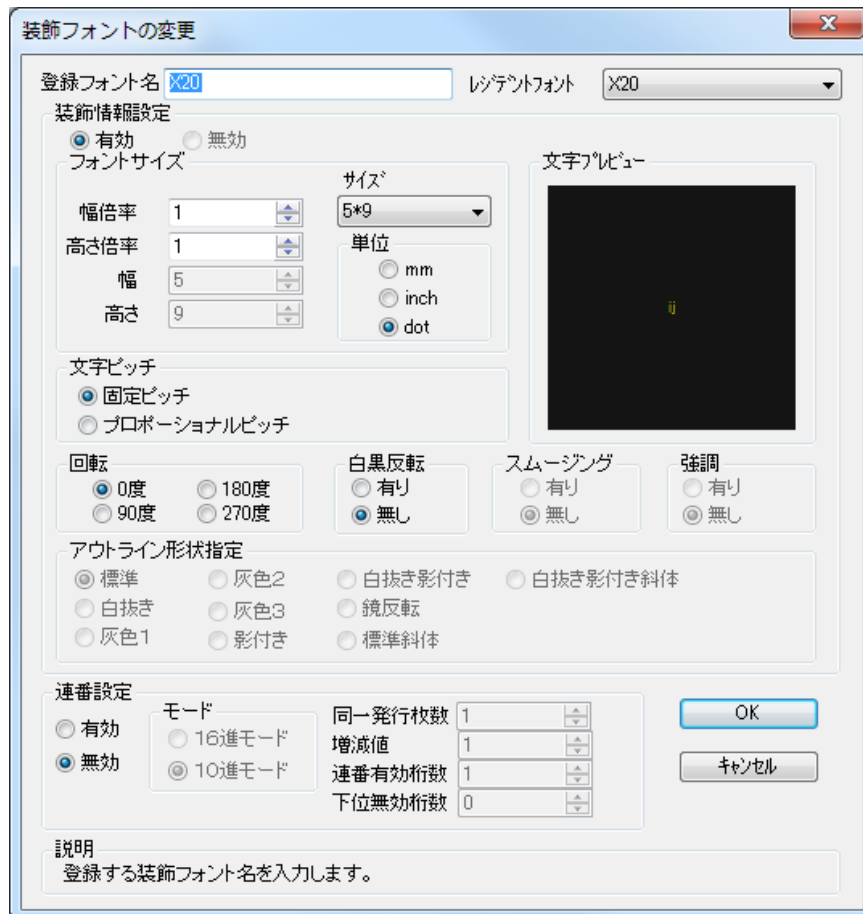 装飾フォントの変更
登録フォント名 X20 ﾚｼﾞﾃﾞﾝﾄﾌｫﾝﾄ X20
装飾情報設定
有効 無効
フォントサイズ
幅倍率 1
高さ倍率 1
幅 5
高さ 9
ｻｲｽﾞ
5*9
単位
mm
inch
dot
文字ﾌﾟﾚﾋﾞｭｰ
ij
文字ピッチ
固定ピッチ
プロポーショナルピッチ
回転
0度 180度
90度 270度
白黒反転
有り
無し
スムージング
有り
無し
強調
有り
無し
アウトライン形状指定
標準 灰色2 白抜き影付き 白抜き影付き斜体
白抜き 灰色3 鏡反転
灰色1 影付き 標準斜体
連番設定
有効
無効
モード
16進モード
10進モード
同一発行枚数 1
増減値 1
連番有効桁数 1
下位無効桁数 0
OK
ｷｬﾝｾﾙ
説明
登録する装飾フォント名を入力します。